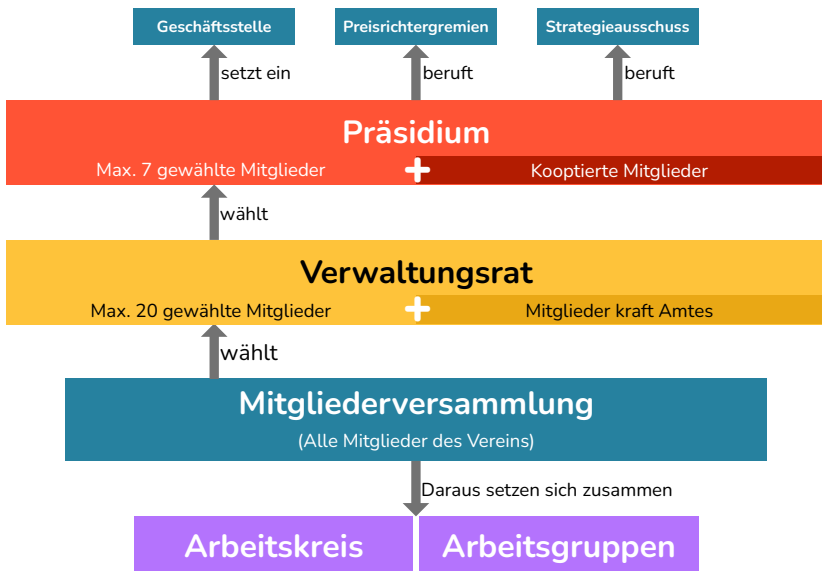 Geschäftsstelle
Preisrichtergremien
Strategieausschuss
setzt ein
beruft
beruft
Präsidium
Max. 7 gewählte Mitglieder
+
Kooptierte Mitglieder
wählt
Verwaltungsrat
Max. 20 gewählte Mitglieder
+
Mitglieder kraft Amtes
wählt
Mitgliederversammlung
(Alle Mitglieder des Vereins)
Daraus setzen sich zusammen
Arbeitskreis
Arbeitsgruppen